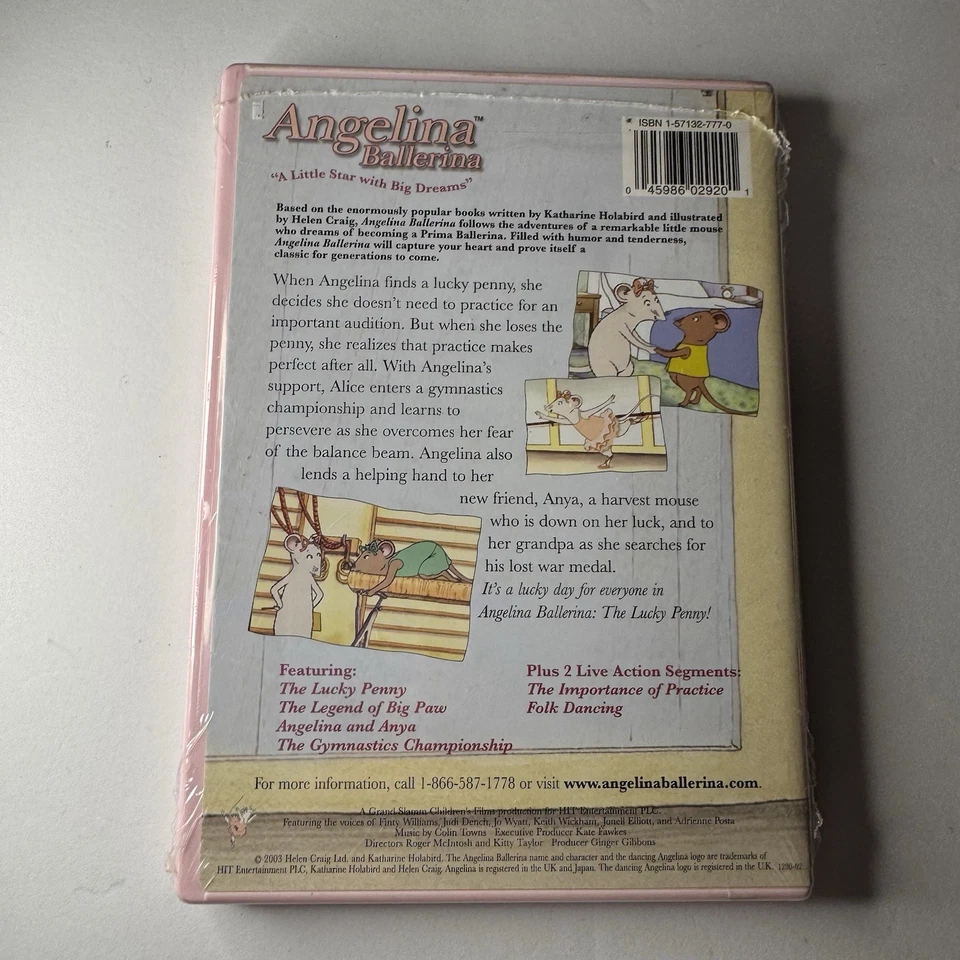 Angelina™
Ballerina
"A Little Star with Big Dreams"
ISBN 1-57132-777-0
0 45986 02920 1
Based on the enormously popular books written by Katharine Holabird and illustrated
by Helen Craig, Angelina Ballerina follows the adventures of a remarkable little mouse
who dreams of becoming a Prima Ballerina. Filled with humor and tenderness,
Angelina Ballerina will capture your heart and prove itself a
classic for generations to come.
When Angelina finds a lucky penny, she
decides she doesn't need to practice for an
important audition. But when she loses the
penny, she realizes that practice makes
perfect after all. With Angelina's
support, Alice enters a gymnastics
championship and learns to
persevere as she overcomes her fear
of the balance beam. Angelina also
lends a helping hand to her
new friend, Anya, a harvest mouse
who is down on her luck, and to
her grandpa as she searches for
his lost war medal.
It's a lucky day for everyone in
Angelina Ballerina: The Lucky Penny!
Featuring:
The Lucky Penny
The Legend of Big Paw
Angelina and Anya
The Gymnastics Championship
Plus 2 Live Action Segments:
The Importance of Practice
Folk Dancing
For more information, call 1-866-587-1778 or visit www.angelinaballerina.com.
A Grand Slamm Children's Films production for HIT Entertainment PLC.
Featuring the voices of Finty Williams, Judi Dench, Jo Wyatt, Keith Wickham, Jonell Elliott, and Adrienne Posta
Music by Colin Towns Executive Producer Kate Fawkes
Directors Roger McIntosh and Kitty Taylor Producer Ginger Gibbons
© 2003 Helen Craig Ltd. and Katharine Holabird. The Angelina Ballerina name and character and the dancing Angelina logo are trademarks of
HIT Entertainment PLC, Katharine Holabird and Helen Craig. Angelina is registered in the UK and Japan. The dancing Angelina logo is registered in the U.K.